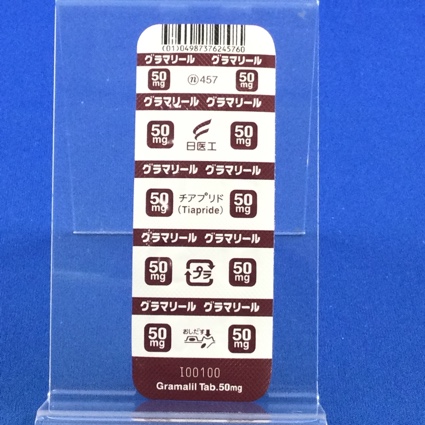 (01)04987376245760
グラマリール グラマリール
50 mg ⓝ457 50 mg
グラマリール グラマリール
50 mg 日医工 50 mg
グラマリール グラマリール
50 mg チアプリド (Tiapride) 50 mg
グラマリール グラマリール
50 mg プラ 50 mg
グラマリール グラマリール
50 mg おしだす 50 mg
I00100
Gramalil Tab.50mg